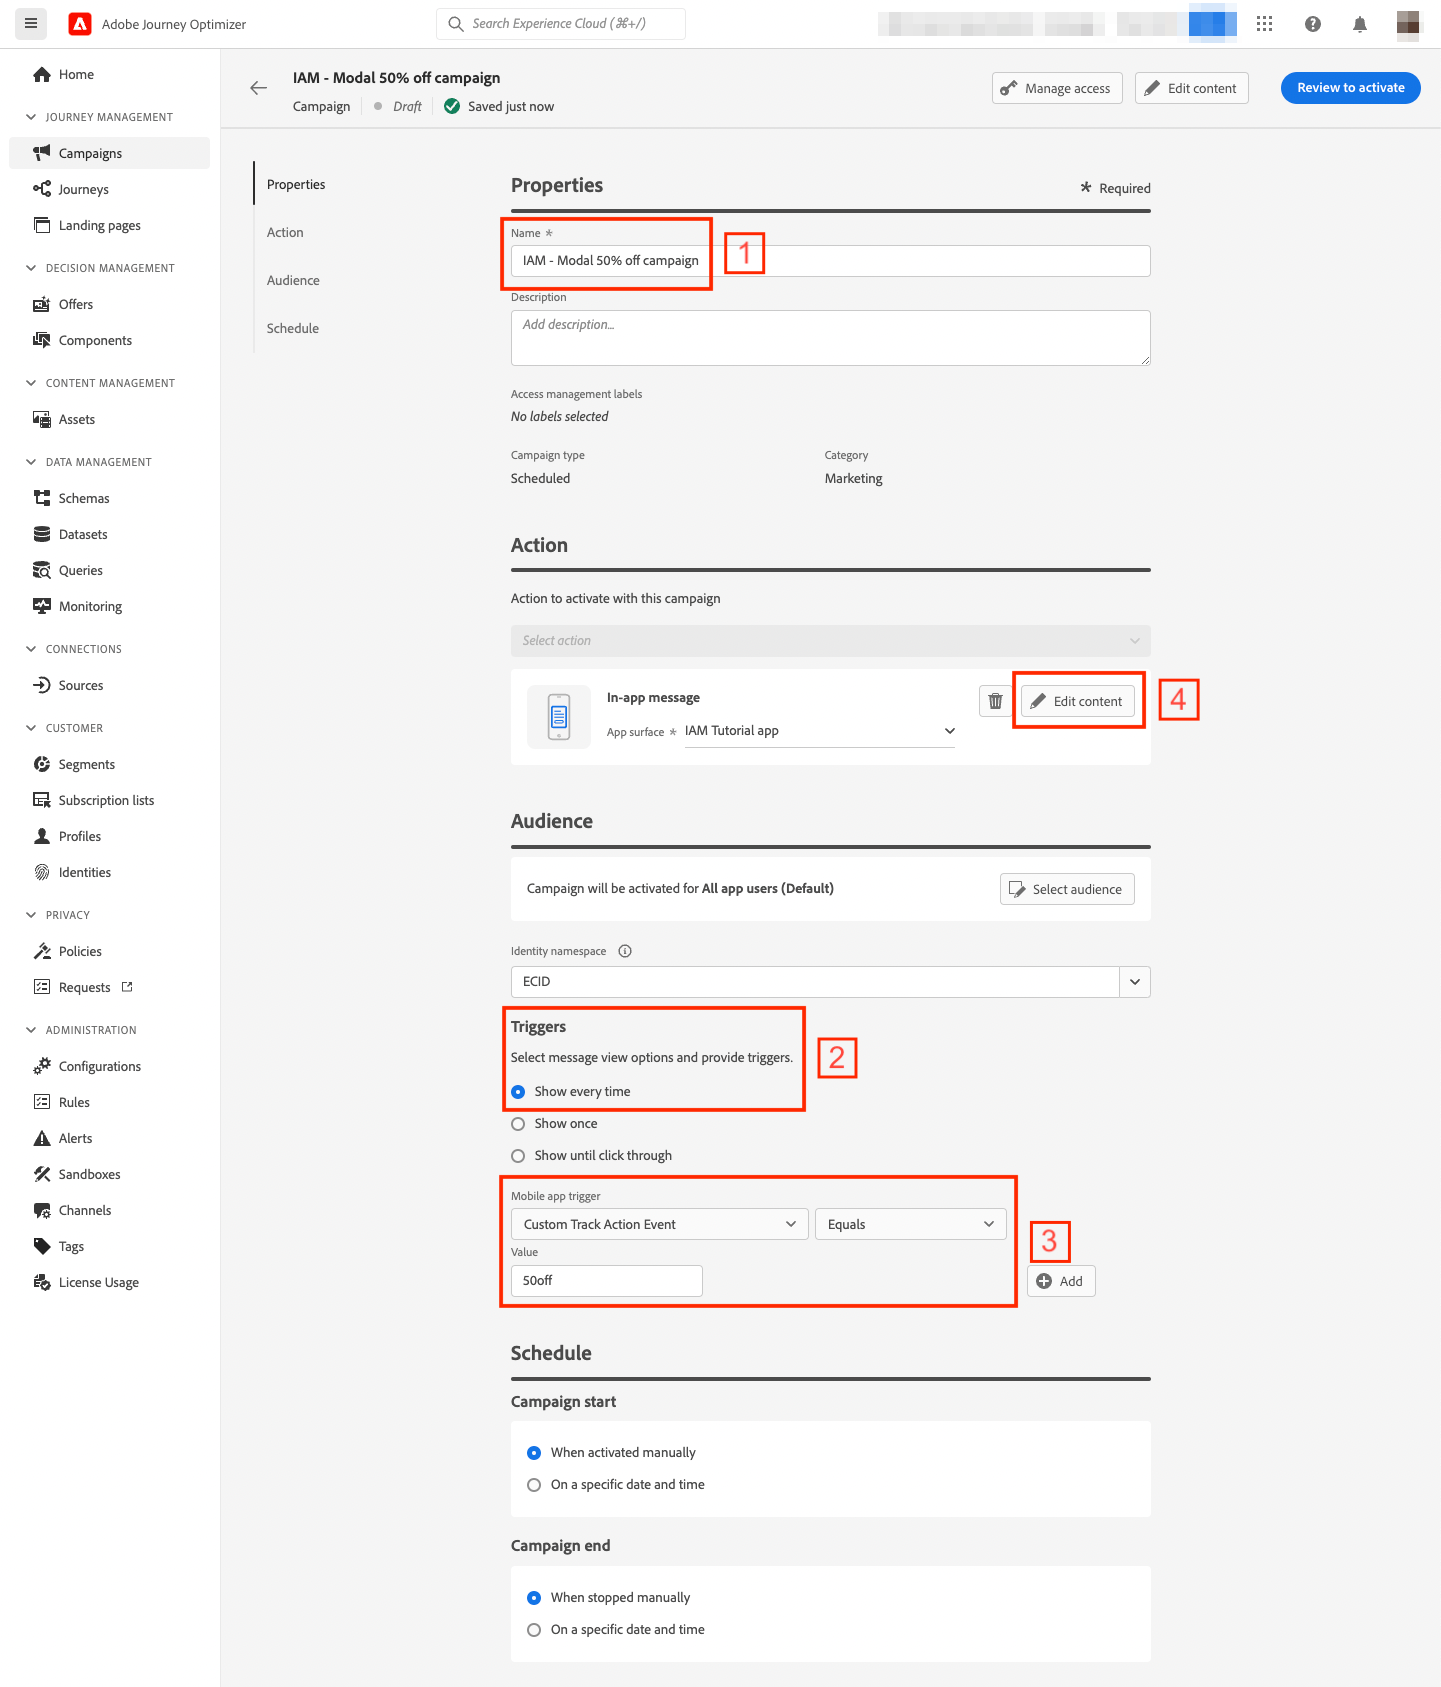 Adobe Journey Optimizer
Search Experience Cloud (⌘+/)
Home
JOURNEY MANAGEMENT
Campaigns
Journeys
Landing pages
DECISION MANAGEMENT
Offers
Components
CONTENT MANAGEMENT
Assets
DATA MANAGEMENT
Schemas
Datasets
Queries
Monitoring
CONNECTIONS
Sources
CUSTOMER
Segments
Subscription lists
Profiles
Identities
PRIVACY
Policies
Requests
ADMINISTRATION
Configurations
Rules
Alerts
Sandboxes
Channels
Tags
License Usage
IAM - Modal 50% off campaign
Campaign Draft Saved just now
Manage access
Edit content
Review to activate
Properties
Action
Audience
Schedule
Properties
* Required
Name *
IAM - Modal 50% off campaign
1
Description
Add description...
Access management labels
No labels selected
Campaign type
Scheduled
Category
Marketing
Action
Action to activate with this campaign
Select action
In-app message
App surface * IAM Tutorial app
Edit content
4
Audience
Campaign will be activated for All app users (Default)
Select audience
Identity namespace
ECID
Triggers
Select message view options and provide triggers.
2
Show every time
Show once
Show until click through
Mobile app trigger
Custom Track Action Event
Equals
Value
50off
3
Add
Schedule
Campaign start
When activated manually
On a specific date and time
Campaign end
When stopped manually
On a specific date and time